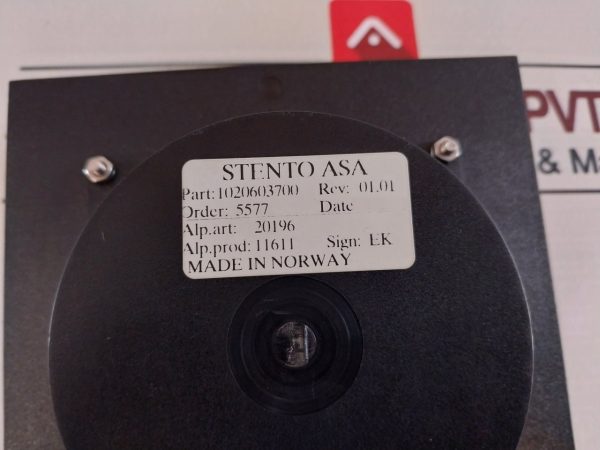 STENTO ASA
Part:1020603700 Rev: 01.01
Order: 5577 Date
Alp.art: 20196
Alp.prod:11611 Sign: EK
MADE IN NORWAY
PVT
& Ma